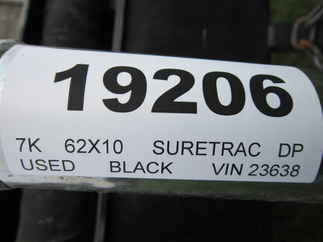 19206
7K 62X10 SURETRAC DP
USED BLACK VIN 23638